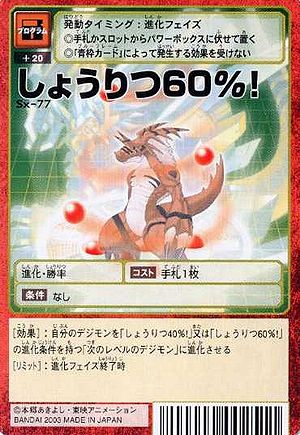 プログラム
+20
発動タイミング：進化フェイズ
◎手札かスロットからパワーボックスに伏せて置く
◎「青枠カード」によって発生する効果を受けない
しょうりつ60%!
Sx-77
進化・勝率
コスト 手札1枚
条件 なし
[効果]：自分のデジモンを「しょうりつ40%!」又は「しょうりつ60%!」
の進化条件を持つ「次のレベルのデジモン」に進化させる
[リミット]：進化フェイズ終了時
©本郷あきよし・東映アニメーション
BANDAI 2003 MADE IN JAPAN